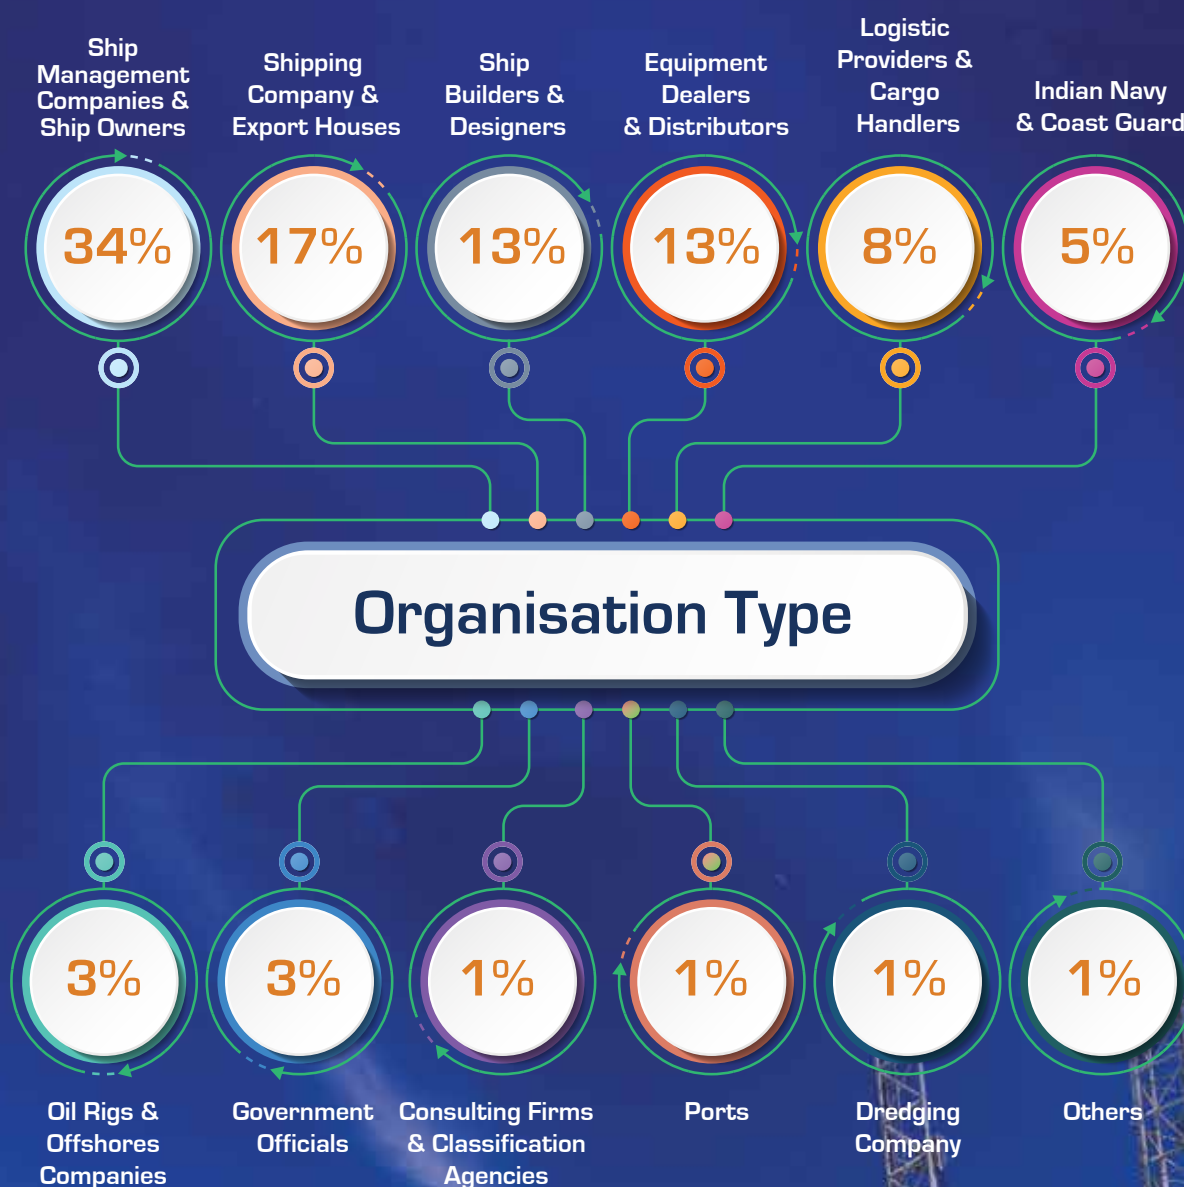 Ship
Management
Companies &
Ship Owners
Shipping
Company &
Export Houses
Ship
Builders &
Designers
Equipment
Dealers
& Distributors
Logistic
Providers &
Cargo
Handlers
Indian Navy
& Coast Guard
34%
17%
13%
13%
8%
5%
Organisation Type
3%
3%
1%
1%
1%
1%
Oil Rigs &
Offshores
Companies
Government
Officials
Consulting Firms
& Classification
Agencies
Ports
Dredging
Company
Others